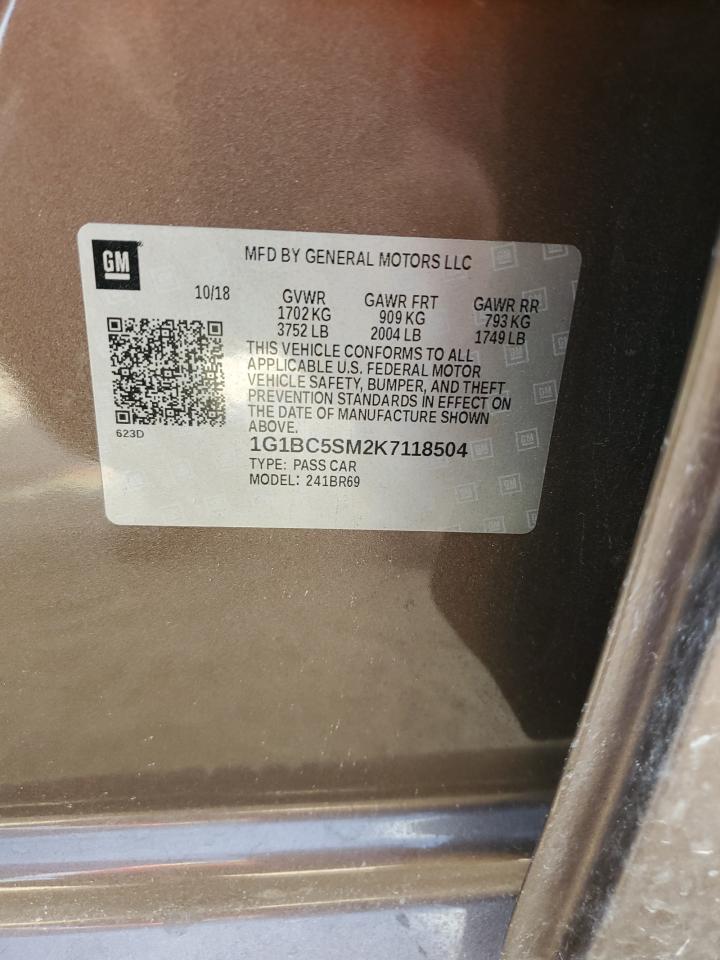 GM
MFD BY GENERAL MOTORS LLC
10/18
GVWR GAWR FRT GAWR RR
1702 KG 909 KG 793 KG
3752 LB 2004 LB 1749 LB
THIS VEHICLE CONFORMS TO ALL
APPLICABLE U.S. FEDERAL MOTOR
VEHICLE SAFETY, BUMPER, AND THEFT
PREVENTION STANDARDS IN EFFECT ON
THE DATE OF MANUFACTURE SHOWN
ABOVE.
623D
1G1BC5SM2K7118504
TYPE: PASS CAR
MODEL: 241BR69